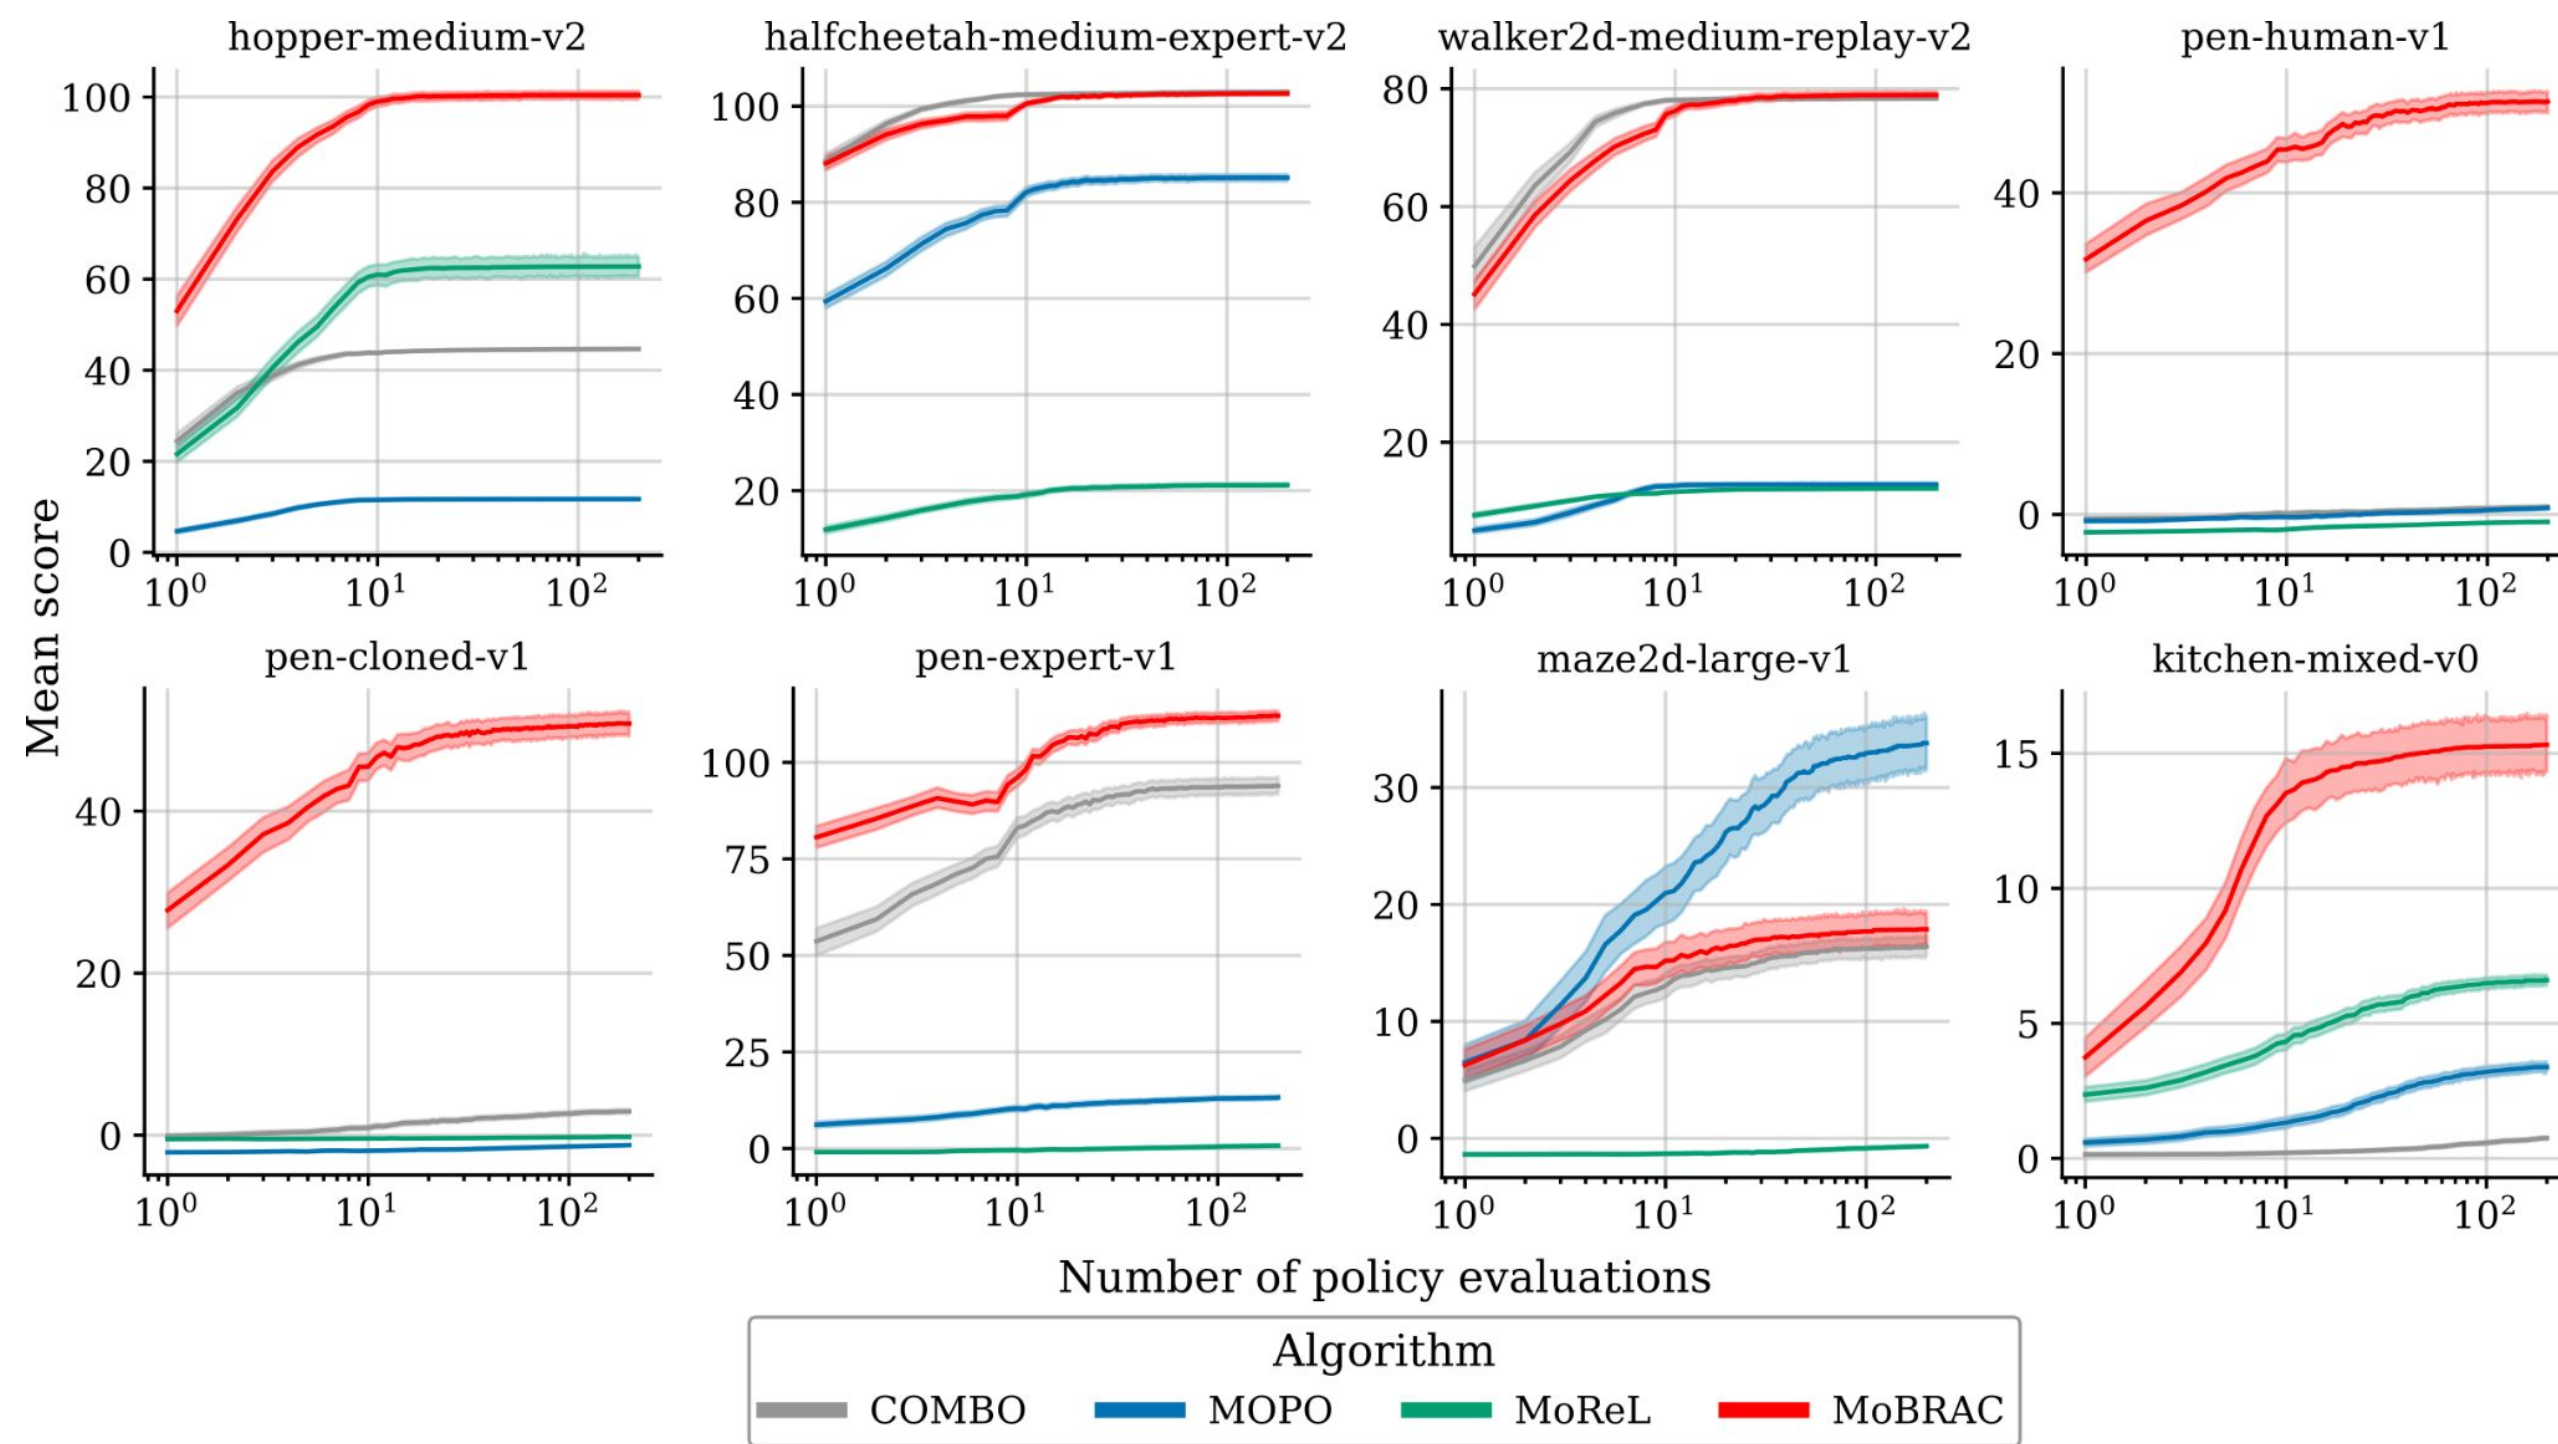 hopper-medium-v2
halfcheetah-medium-expert-v2
walker2d-medium-replay-v2
pen-human-v1
100
80
60
40
20
0
10⁰ 10¹ 10²
100
80
60
40
20
10⁰ 10¹ 10²
80
60
40
20
10⁰ 10¹ 10²
40
20
0
10⁰ 10¹ 10²
Mean score
pen-cloned-v1
pen-expert-v1
maze2d-large-v1
kitchen-mixed-v0
40
20
0
10⁰ 10¹ 10²
100
75
50
25
0
10⁰ 10¹ 10²
30
20
10
0
10⁰ 10¹ 10²
15
10
5
0
10⁰ 10¹ 10²
Number of policy evaluations
Algorithm
COMBO MOPO MoReL MoBRAC